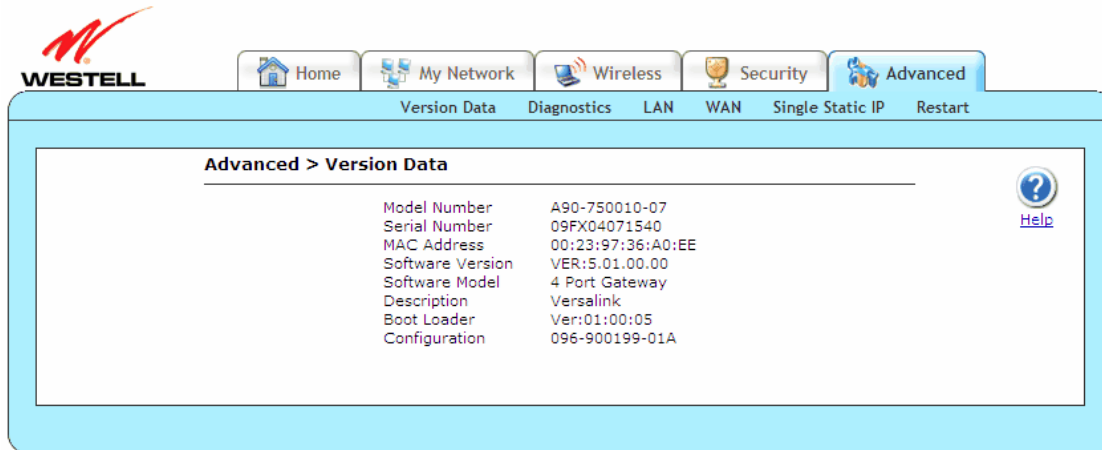 WESTELL
Home My Network Wireless Security Advanced
Version Data Diagnostics LAN WAN Single Static IP Restart
Advanced > Version Data
Help
Model Number A90-750010-07
Serial Number 09FX04071540
MAC Address 00:23:97:36:A0:EE
Software Version VER:5.01.00.00
Software Model 4 Port Gateway
Description Versalink
Boot Loader Ver:01:00:05
Configuration 096-900199-01A